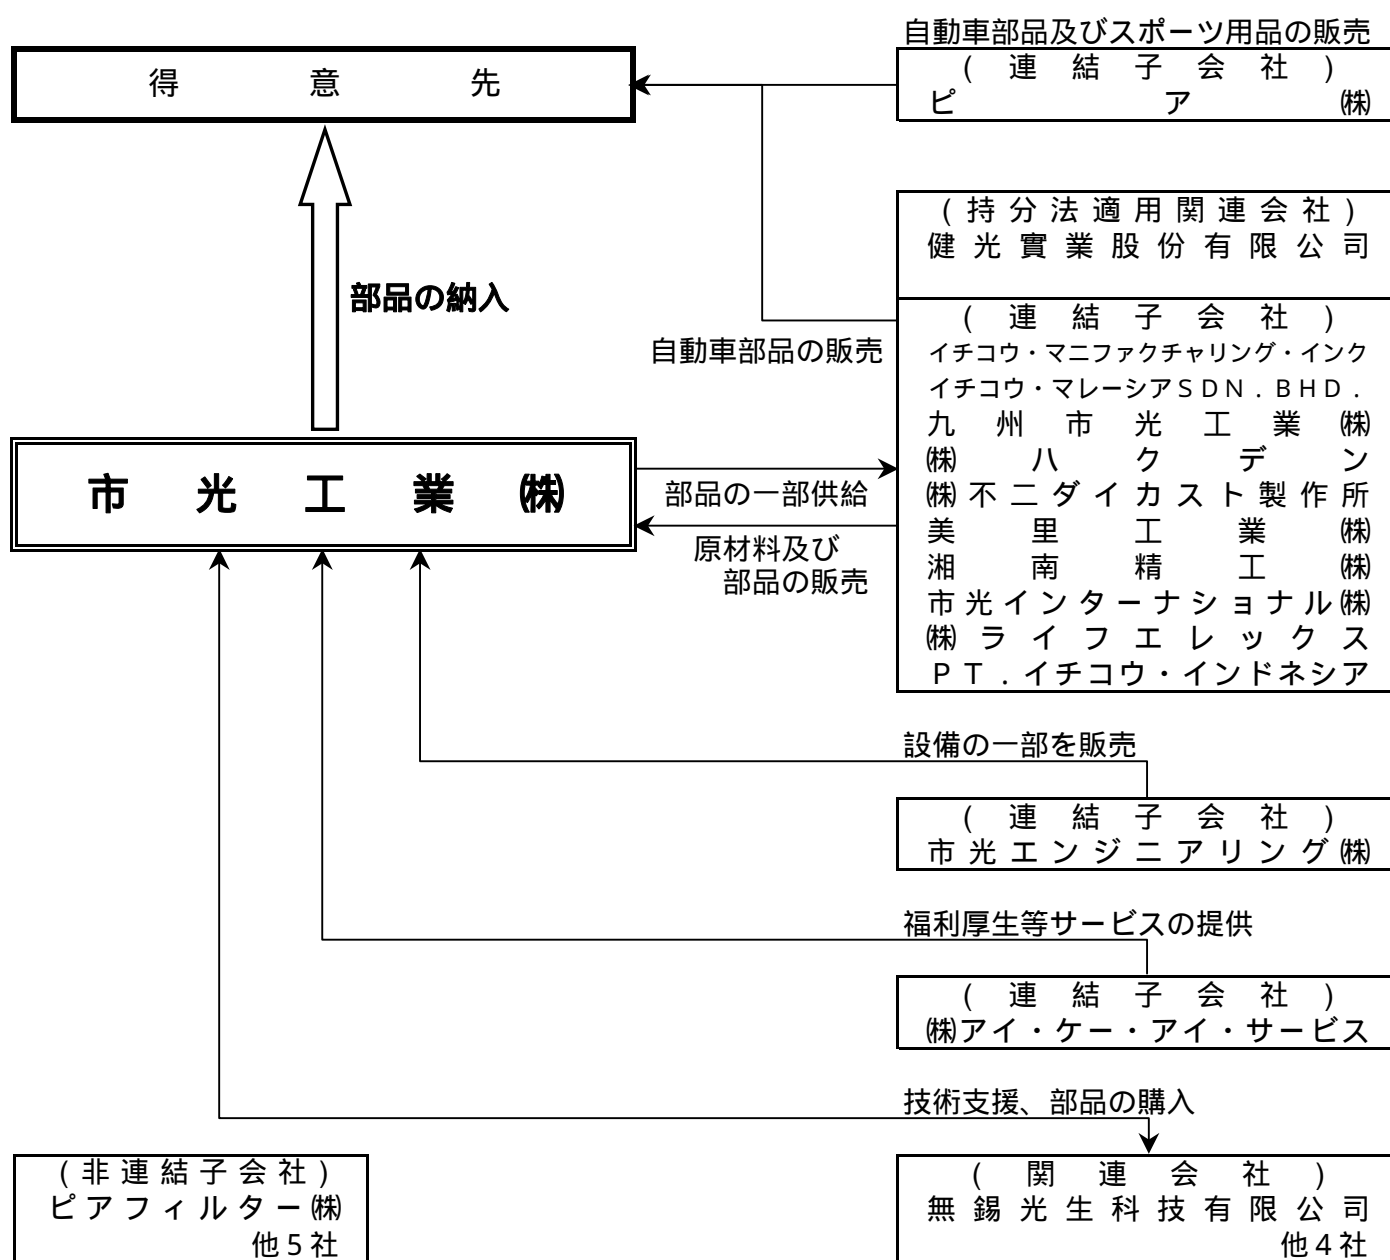 自動車部品及びスポーツ用品の販売
得意先
(連結子会社)
ピア㈱
(持分法適用関連会社)
健光實業股份有限公司
部品の納入
(連結子会社)
自動車部品の販売
イチコウ・マニファクチャリング・インク
イチコウ・マレーシアSDN.BHD.
九州市光工業㈱
㈱ハクデン
㈱不二ダイカスト製作所
美里工業㈱
湘南精工㈱
市光インターナショナル㈱
㈱ライフエレックス
PT.イチコウ・インドネシア
市光工業㈱
部品の一部供給
原材料及び
部品の販売
設備の一部を販売
(連結子会社)
市光エンジニアリング㈱
福利厚生等サービスの提供
(連結子会社)
㈱アイ・ケー・アイ・サービス
技術支援、部品の購入
(非連結子会社)
ピアフィルター㈱
他5社
(関連会社)
無錫光生科技有限公司
他4社